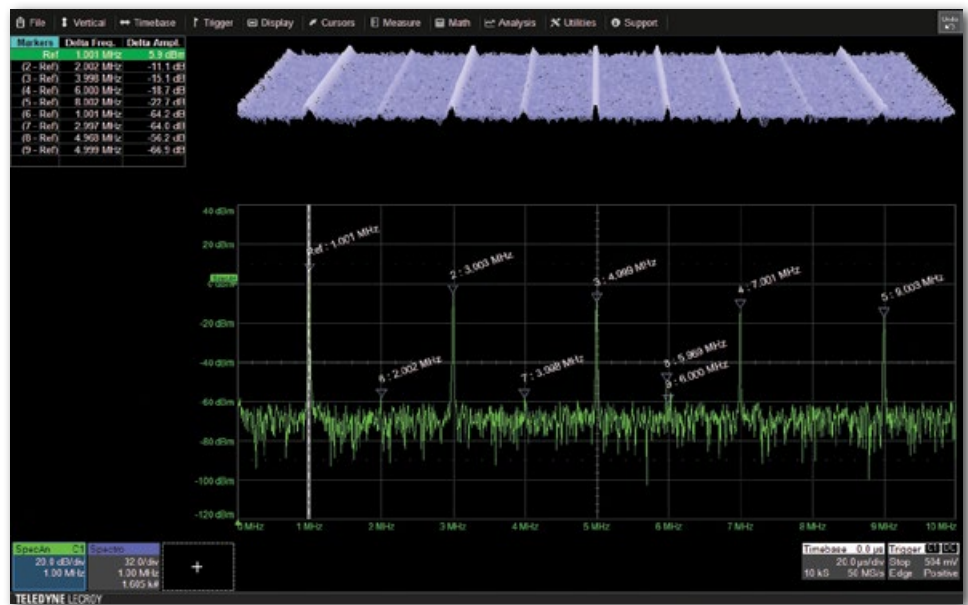 File Vertical Timebase Trigger Display Cursors Measure Math Analysis Utilities Support Undo
Markers Delta Freq. Delta Ampl.
Ref 1.001 MHz 5.9 dBm
(2 - Ref) 2.002 MHz -11.1 dB
(3 - Ref) 3.998 MHz -15.1 dB
(4 - Ref) 6.000 MHz -18.7 dB
(5 - Ref) 8.002 MHz -22.7 dB
(6 - Ref) 1.001 MHz -64.2 dB
(7 - Ref) 2.997 MHz -64.0 dB
(8 - Ref) 4.968 MHz -56.2 dB
(9 - Ref) 4.999 MHz -66.9 dB
40 dBm
20 dBm
0 dBm
-20 dBm
-40 dBm
-60 dBm
-80 dBm
-100 dBm
-120 dBm
Ref : 1.001 MHz
2 : 3.003 MHz
3 : 4.999 MHz
4 : 7.001 MHz
5 : 9.003 MHz
6 : 2.002 MHz
7 : 3.998 MHz
8 : 5.969 MHz
9 : 6.000 MHz
0 MHz 1 MHz 2 MHz 3 MHz 4 MHz 5 MHz 6 MHz 7 MHz 8 MHz 9 MHz 10 MHz
SpecAn C1
20.0 dB/div
1.00 MHz
Spectro
32.0/div
1.00 MHz
1.605 k#
+
Timebase 0.0 µs
20.0 µs/div
10 kS 50 MS/s
Trigger C1 DC
Stop 504 mV
Edge Positive
TELEDYNE LECROY